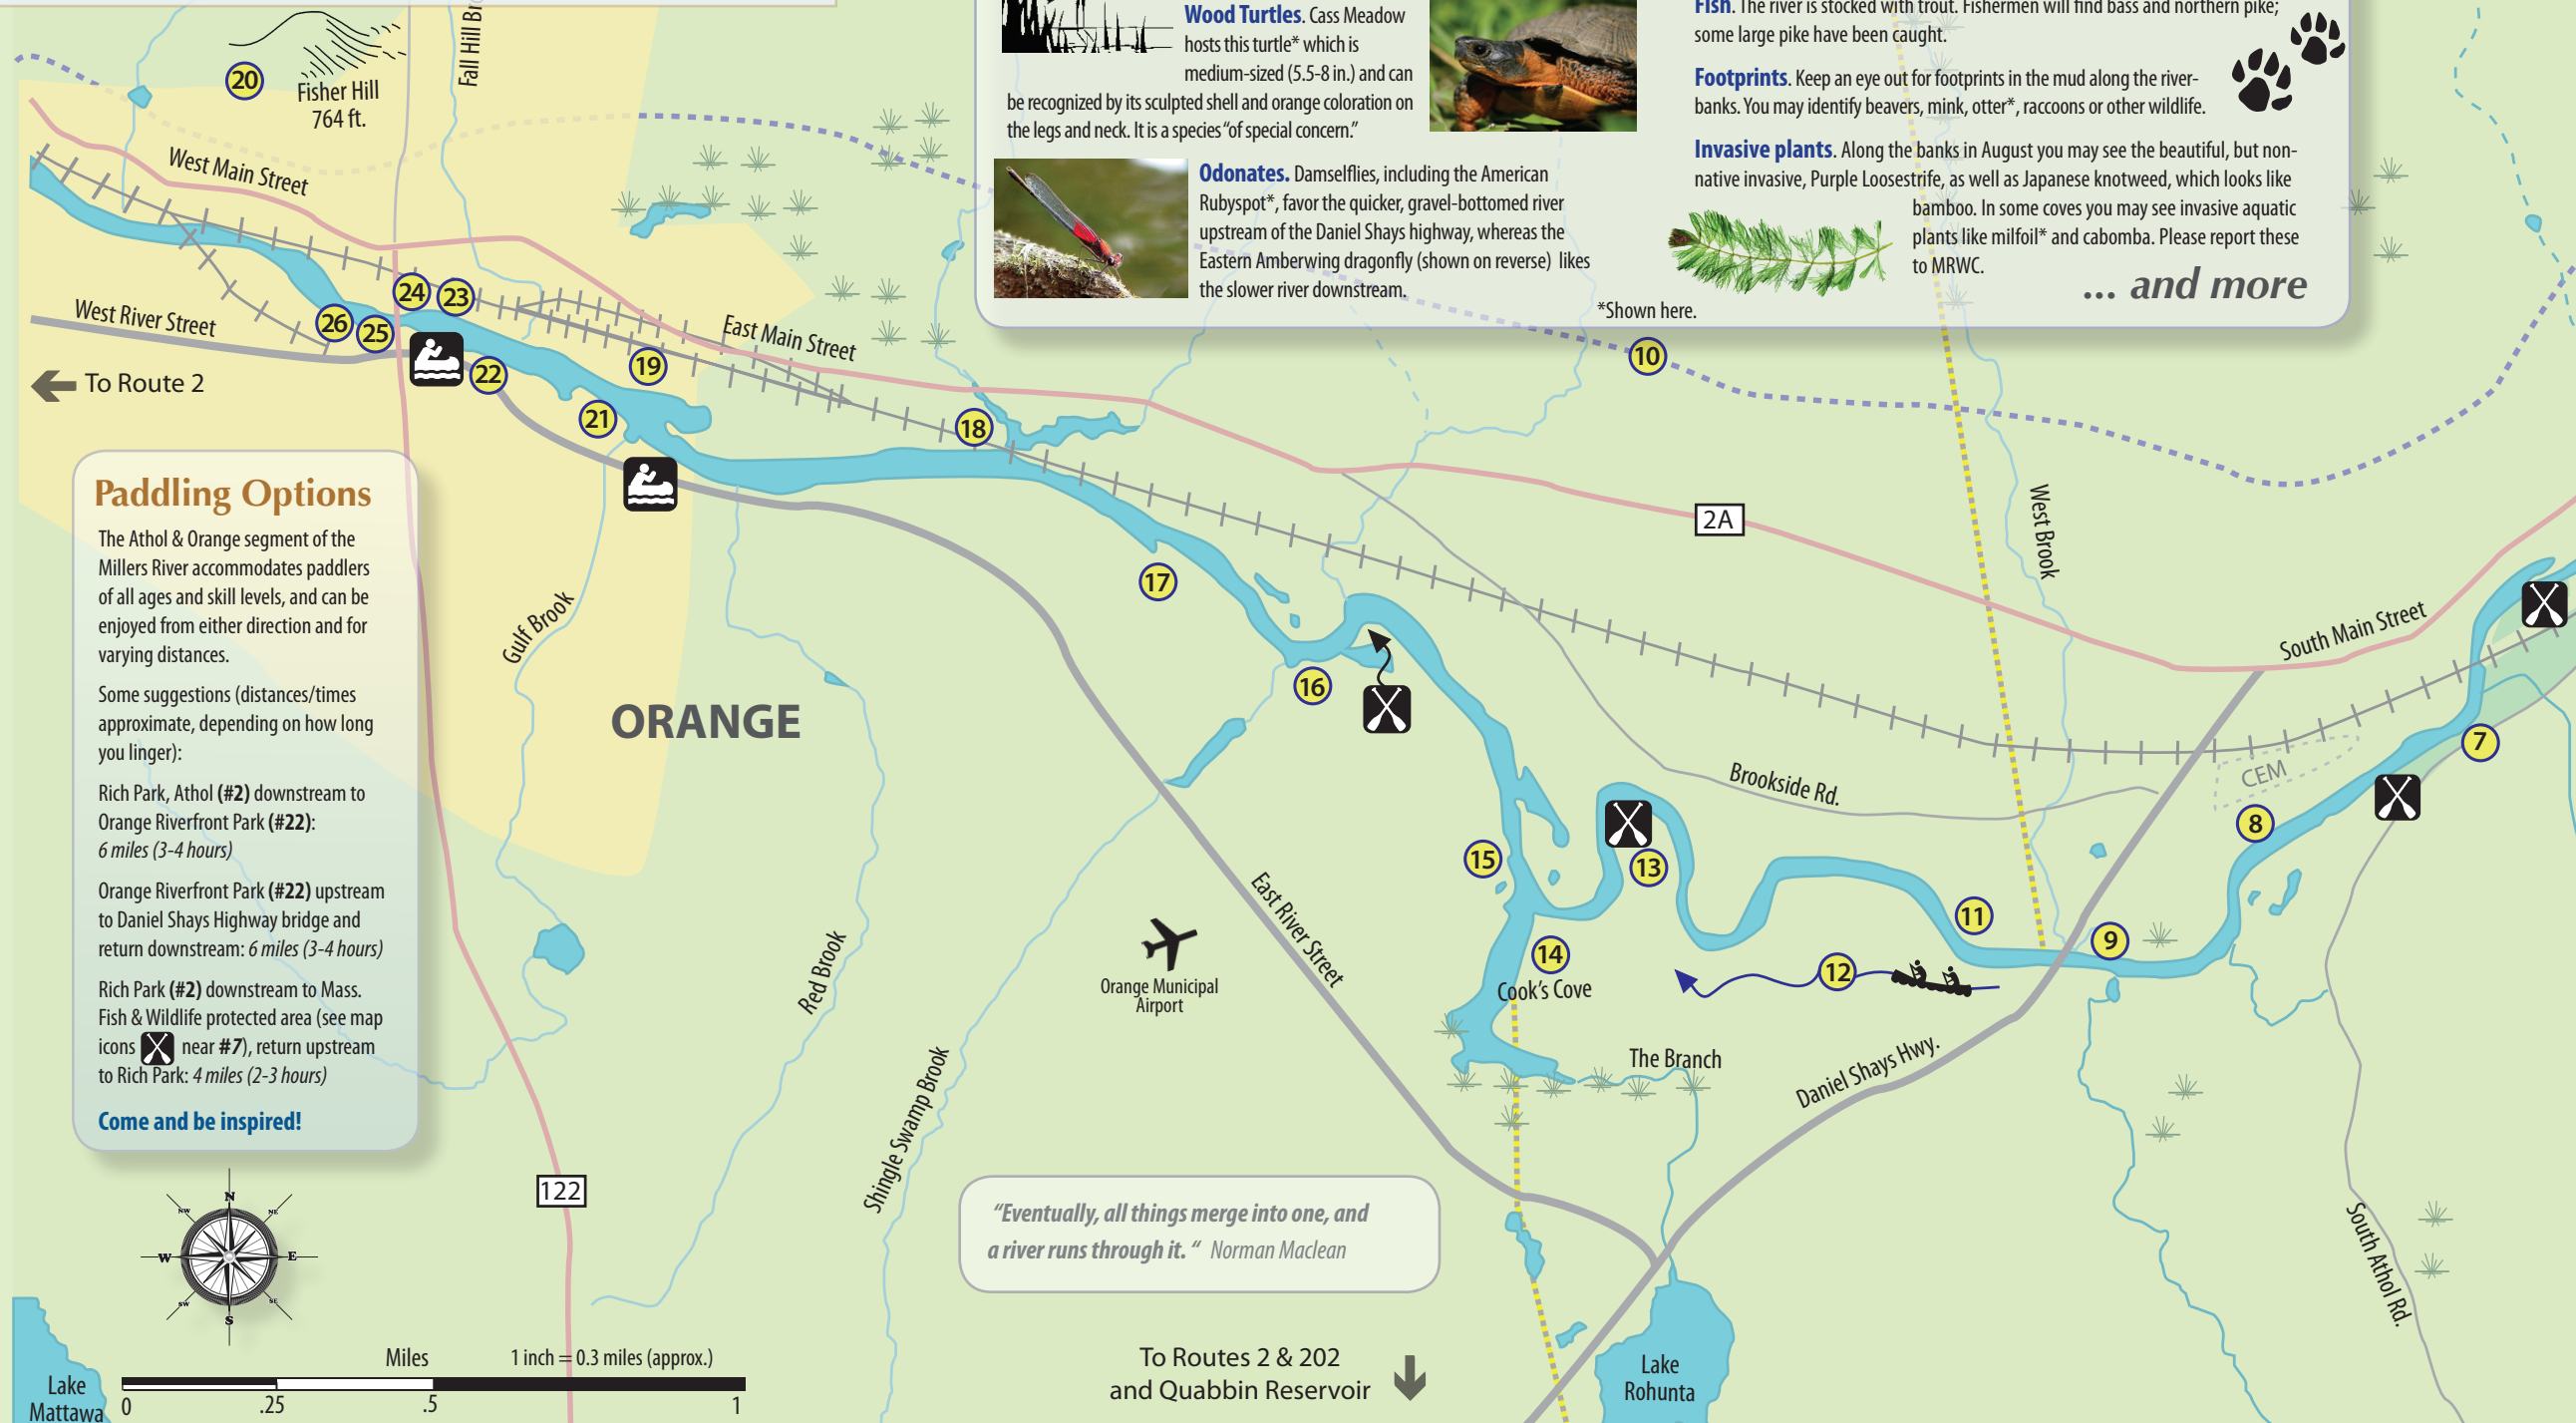 Wood Turtles. Cass Meadow
hosts this turtle* which is
medium-sized (5.5-8 in.) and can
be recognized by its sculpted shell and orange coloration on
the legs and neck. It is a species “of special concern.”
Odonates. Damselflies, including the American
Rubyspot*, favor the quicker, gravel-bottomed river
upstream of the Daniel Shays highway, whereas the
Eastern Amberwing dragonfly (shown on reverse) likes
the slower river downstream.
Fish. The river is stocked with trout. Fishermen will find bass and northern pike;
some large pike have been caught.
Footprints. Keep an eye out for footprints in the mud along the river-
banks. You may identify beavers, mink, otter*, raccoons or other wildlife.
Invasive plants. Along the banks in August you may see the beautiful, but non-
native invasive, Purple Loosestrife, as well as Japanese knotweed, which looks like
bamboo. In some coves you may see invasive aquatic
plants like milfoil* and cabomba. Please report these
to MRWC.
... and more
*Shown here.
20
Fisher Hill
764 ft.
Fall Hill
West Main Street
24
23
26
25
West River Street
22
19
East Main Street
To Route 2
21
18
10
2A
West Brook
17
16
South Main Street
7
Gulf Brook
ORANGE
Brookside Rd.
CEM
8
15
13
11
9
14
Cook's Cove
12
East River Street
Orange Municipal
Airport
Red Brook
The Branch
Daniel Shays Hwy.
Shingle Swamp Brook
122
South Athol Rd.
Paddling Options
The Athol & Orange segment of the
Millers River accommodates paddlers
of all ages and skill levels, and can be
enjoyed from either direction and for
varying distances.
Some suggestions (distances/times
approximate, depending on how long
you linger):
Rich Park, Athol (#2) downstream to
Orange Riverfront Park (#22):
6 miles (3-4 hours)
Orange Riverfront Park (#22) upstream
to Daniel Shays Highway bridge and
return downstream: 6 miles (3-4 hours)
Rich Park (#2) downstream to Mass.
Fish & Wildlife protected area (see map
icons near #7), return upstream
to Rich Park: 4 miles (2-3 hours)
Come and be inspired!
N
NW
NE
W
E
SW
SE
S
“Eventually, all things merge into one, and
a river runs through it. “ Norman Maclean
To Routes 2 & 202
and Quabbin Reservoir
Lake
Rohunta
Lake
Mattawa
Miles
1 inch = 0.3 miles (approx.)
0
.25
.5
1